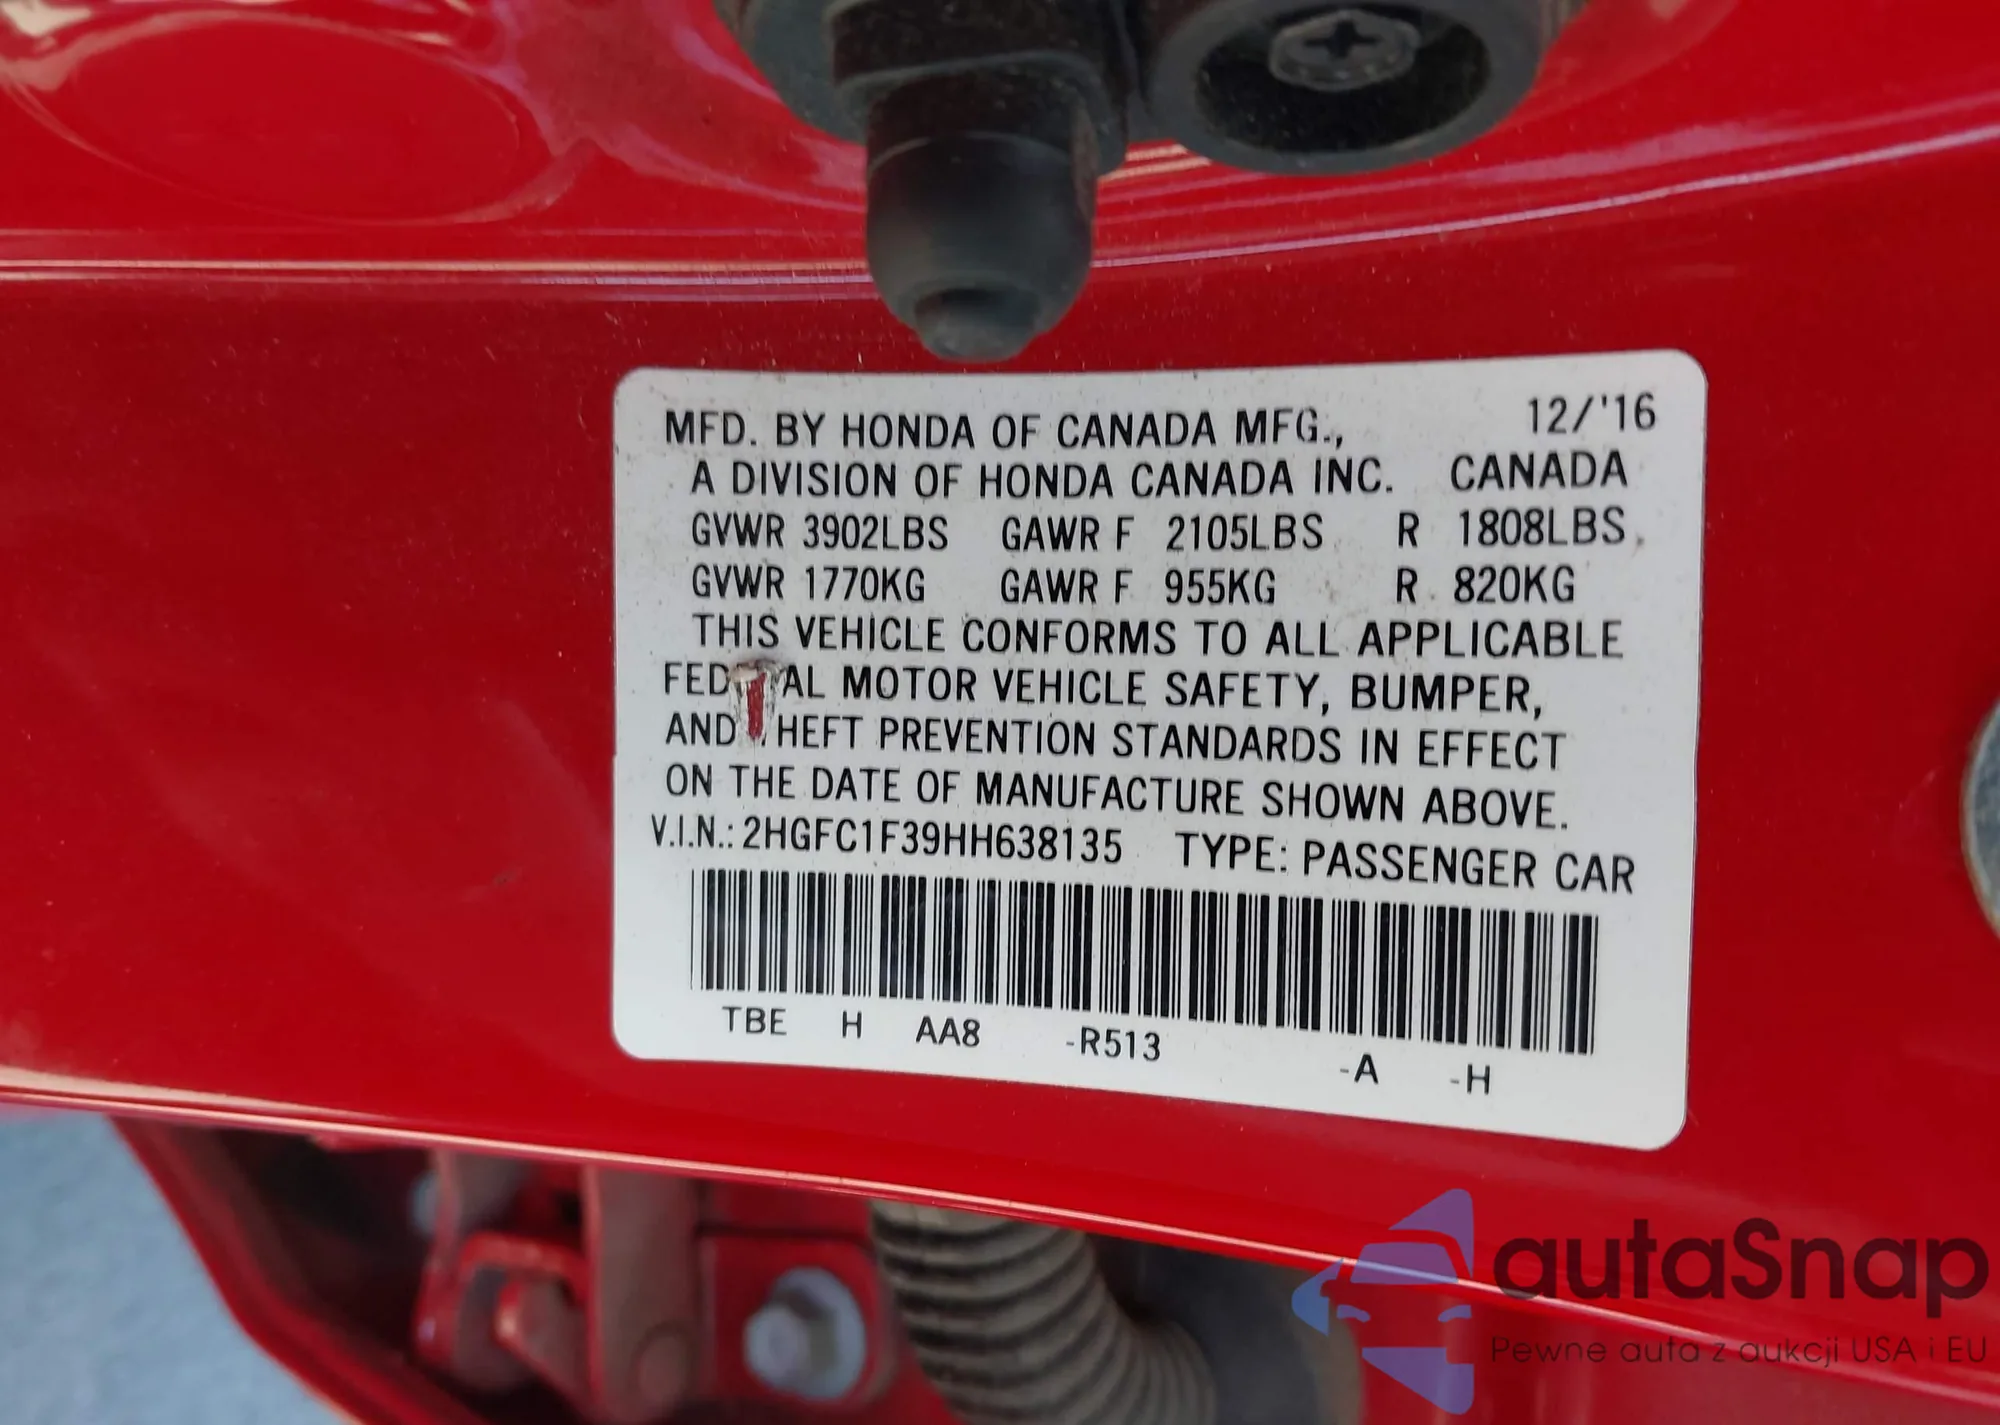 MFD. BY HONDA OF CANADA MFG., 12/'16
A DIVISION OF HONDA CANADA INC. CANADA
GVWR 3902LBS GAWR F 2105LBS R 1808LBS
GVWR 1770KG GAWR F 955KG R 820KG
THIS VEHICLE CONFORMS TO ALL APPLICABLE
MOTOR VEHICLE SAFETY, BUMPER,
AND PREVENTION STANDARDS IN EFFECT
ON THE DATE OF MANUFACTURE SHOWN ABOVE.
V.I.N.: 2HGFC1F39HH638135 TYPE: PASSENGER CAR
TBE H AA8 -R513 -A -H
autaSnap
Pewne auta z aukcji USA i EU